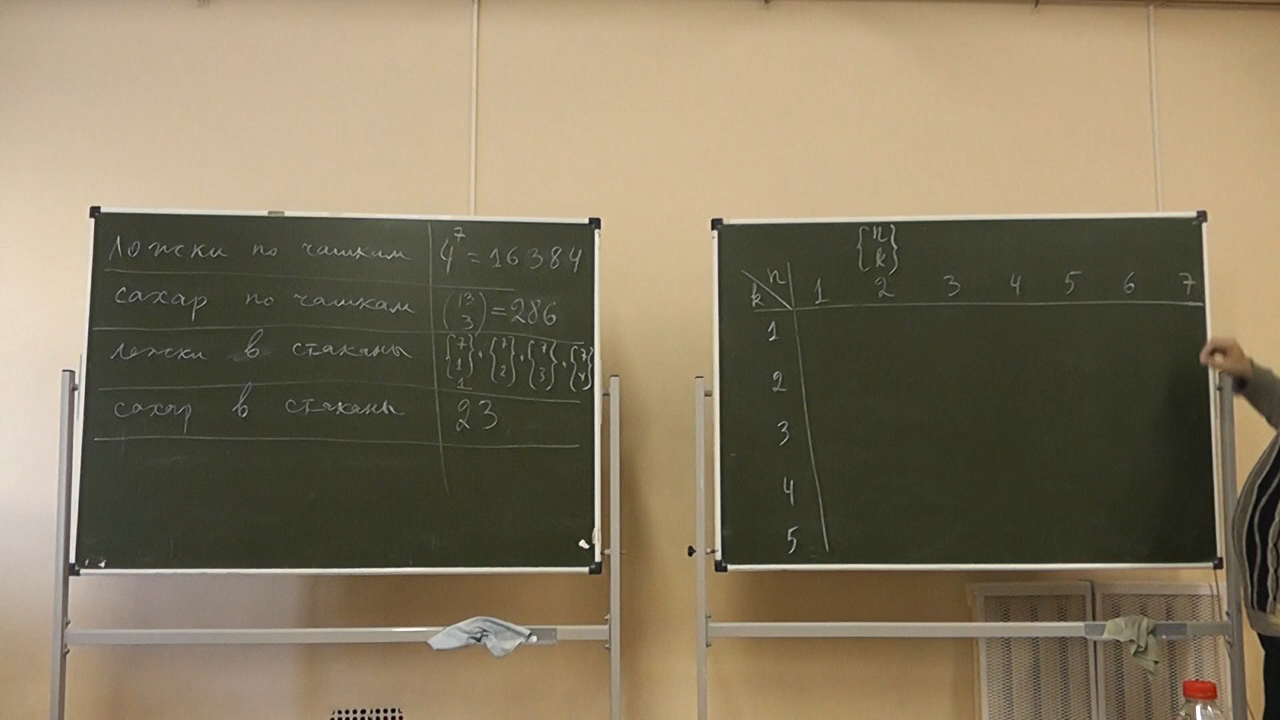 ложки по чашкам 4^7 = 16384
сахар по чашкам (13 3) = 286
ложки в стаканы {7 1} + {7 2} + {7 3} + {7 4}
1
сахар в стаканы 23
{n k}
n
k 1 2 3 4 5 6 7
1
2
3
4
5